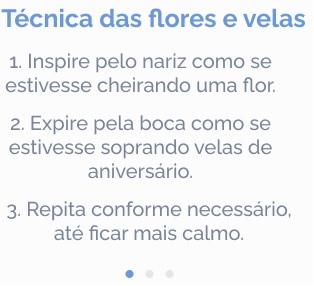 Técnica das flores e velas
1. Inspire pelo nariz como se
estivesse cheirando uma flor.
2. Expire pela boca como se
estivesse soprando velas de
aniversário.
3. Repita conforme necessário,
até ficar mais calmo.